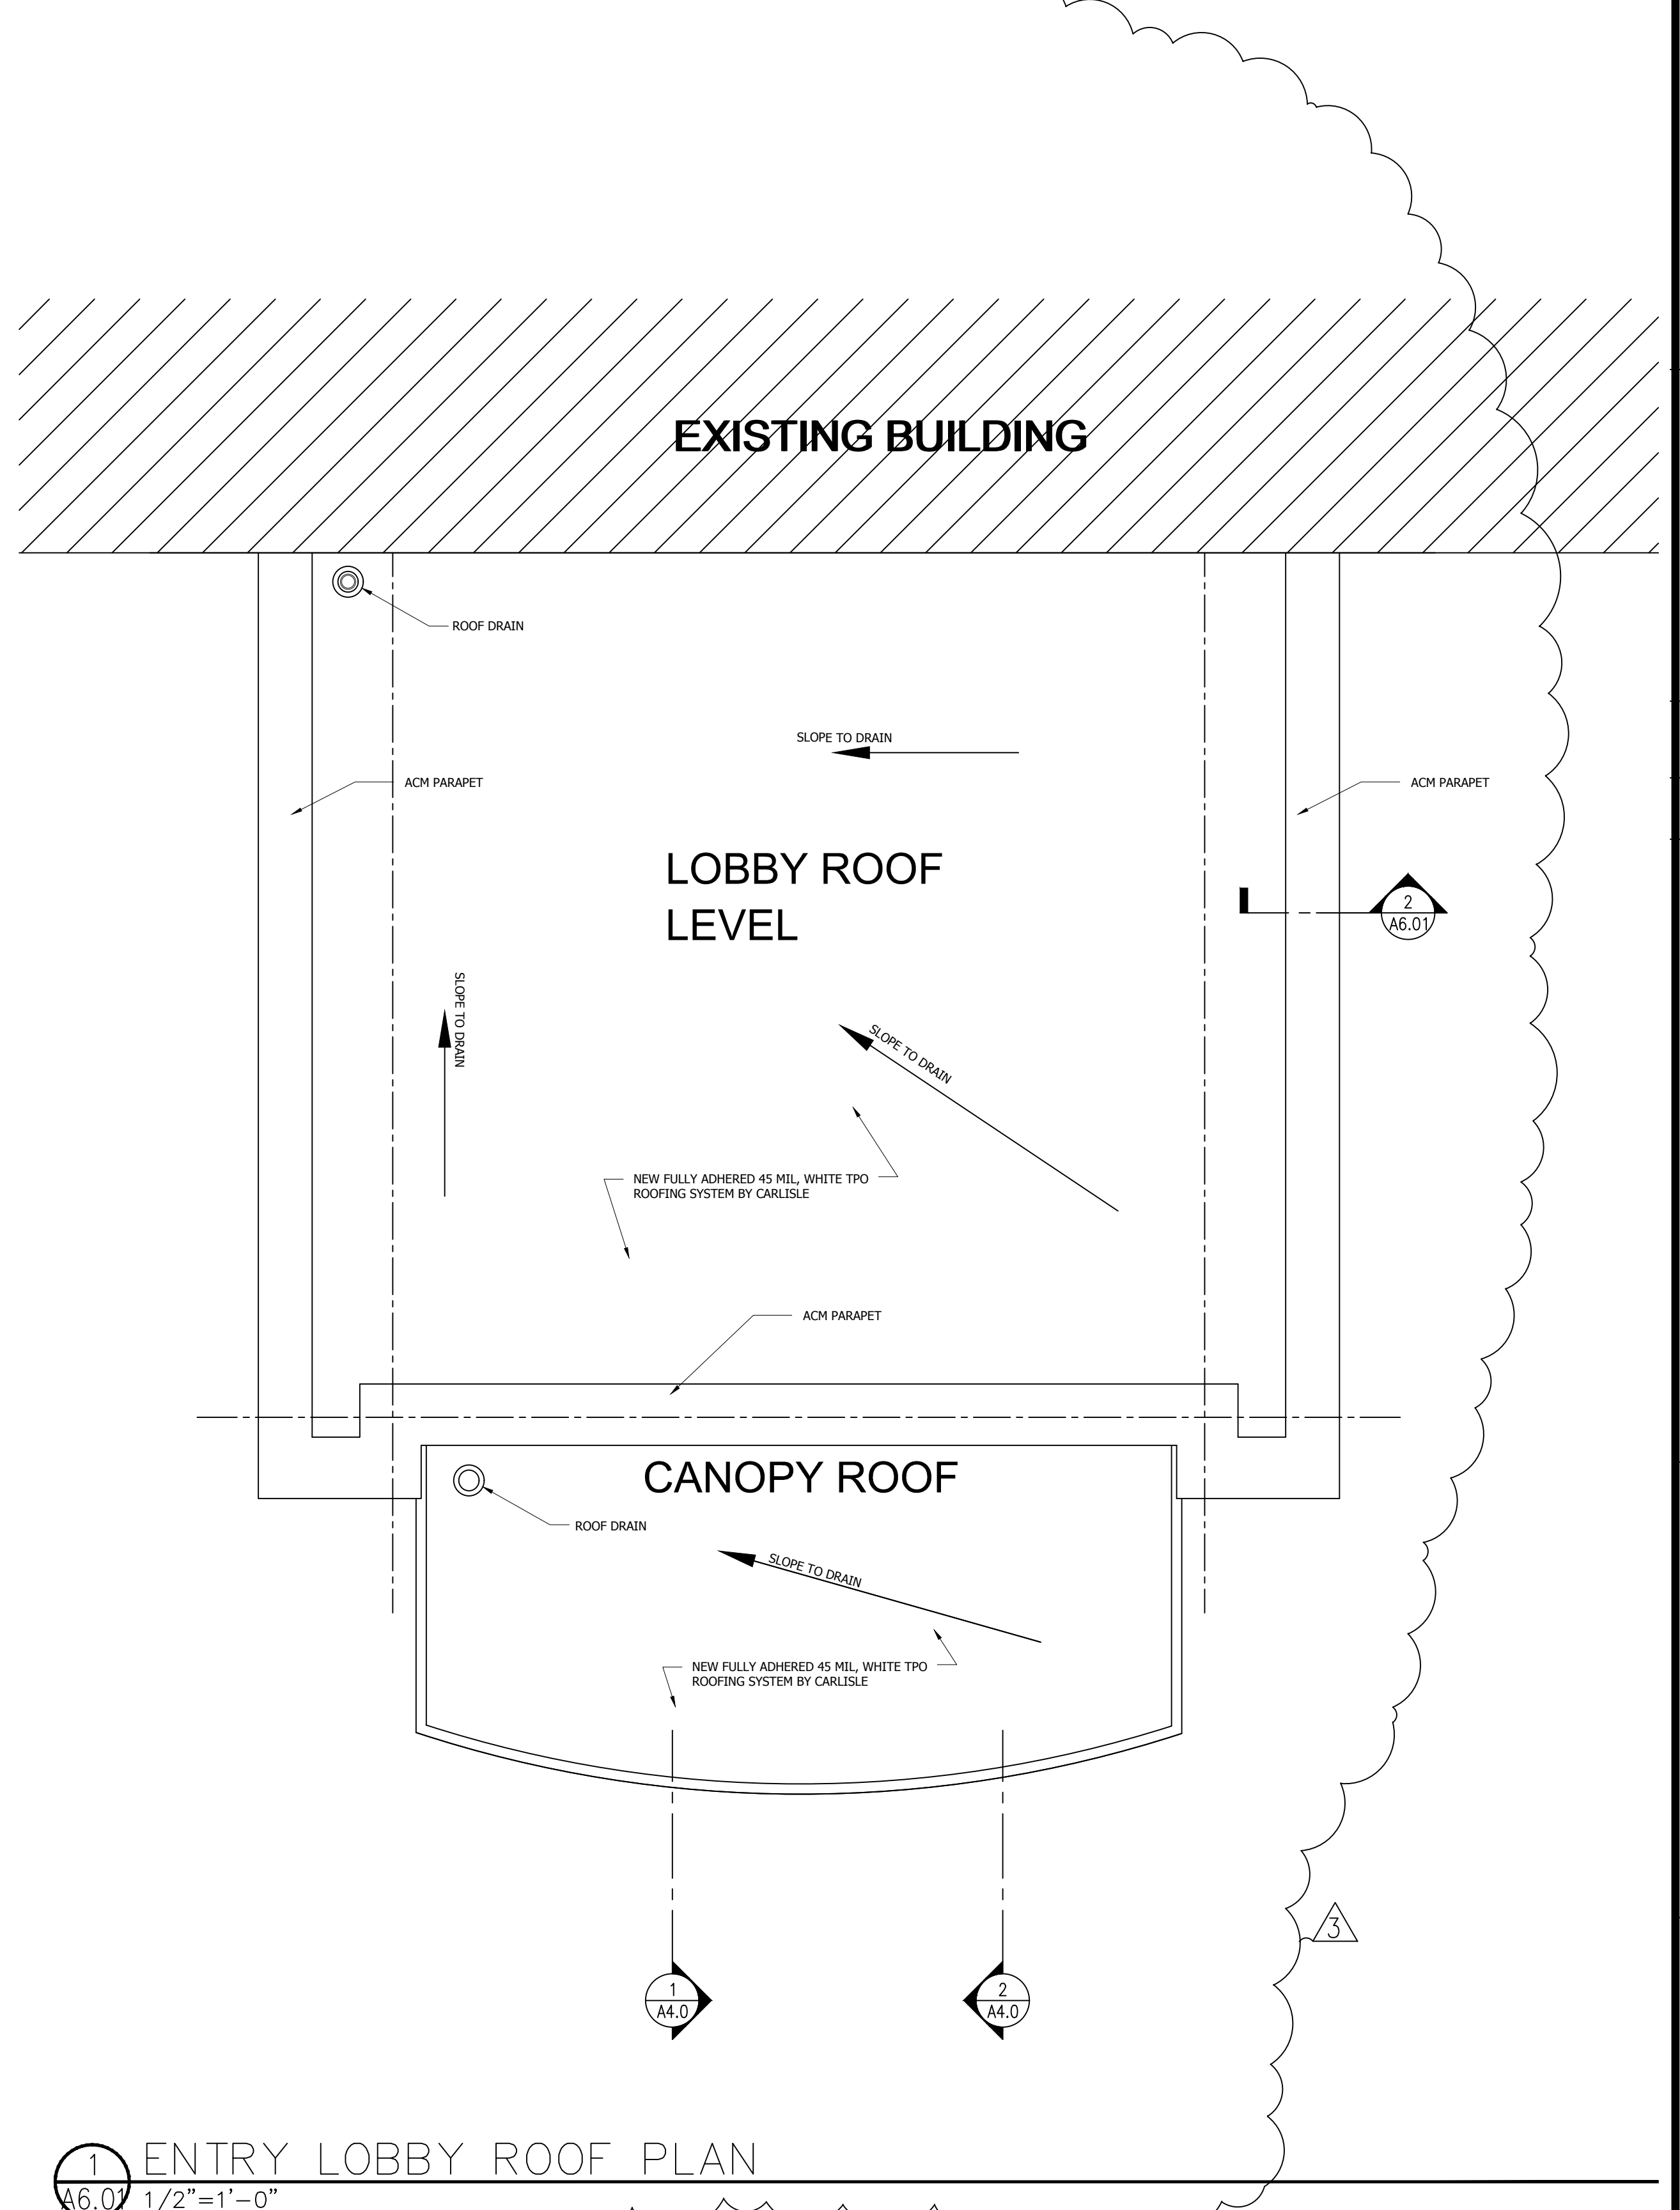 EXISTING BUILDING
ROOF DRAIN
SLOPE TO DRAIN
ACM PARAPET
ACM PARAPET
LOBBY ROOF
LEVEL
2
A6.01
SLOPE TO DRAIN
SLOPE TO DRAIN
NEW FULLY ADHERED 45 MIL, WHITE TPO
ROOFING SYSTEM BY CARLISLE
ACM PARAPET
CANOPY ROOF
ROOF DRAIN
SLOPE TO DRAIN
NEW FULLY ADHERED 45 MIL, WHITE TPO
ROOFING SYSTEM BY CARLISLE
3
1
A4.0
2
A4.0
1
A6.01
ENTRY LOBBY ROOF PLAN
1/2"=1'-0"